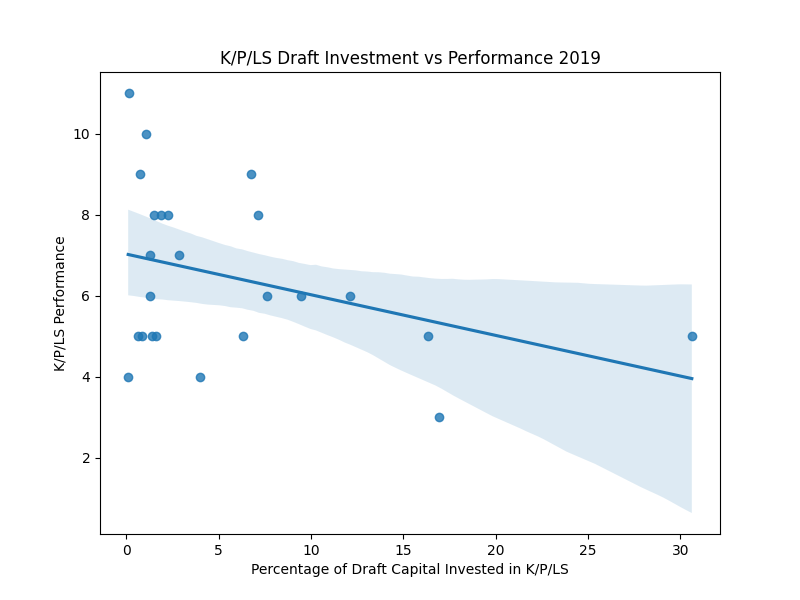 K/P/LS Draft Investment vs Performance 2019
K/P/LS Performance
10
8
6
4
2
0 5 10 15 20 25 30
Percentage of Draft Capital Invested in K/P/LS